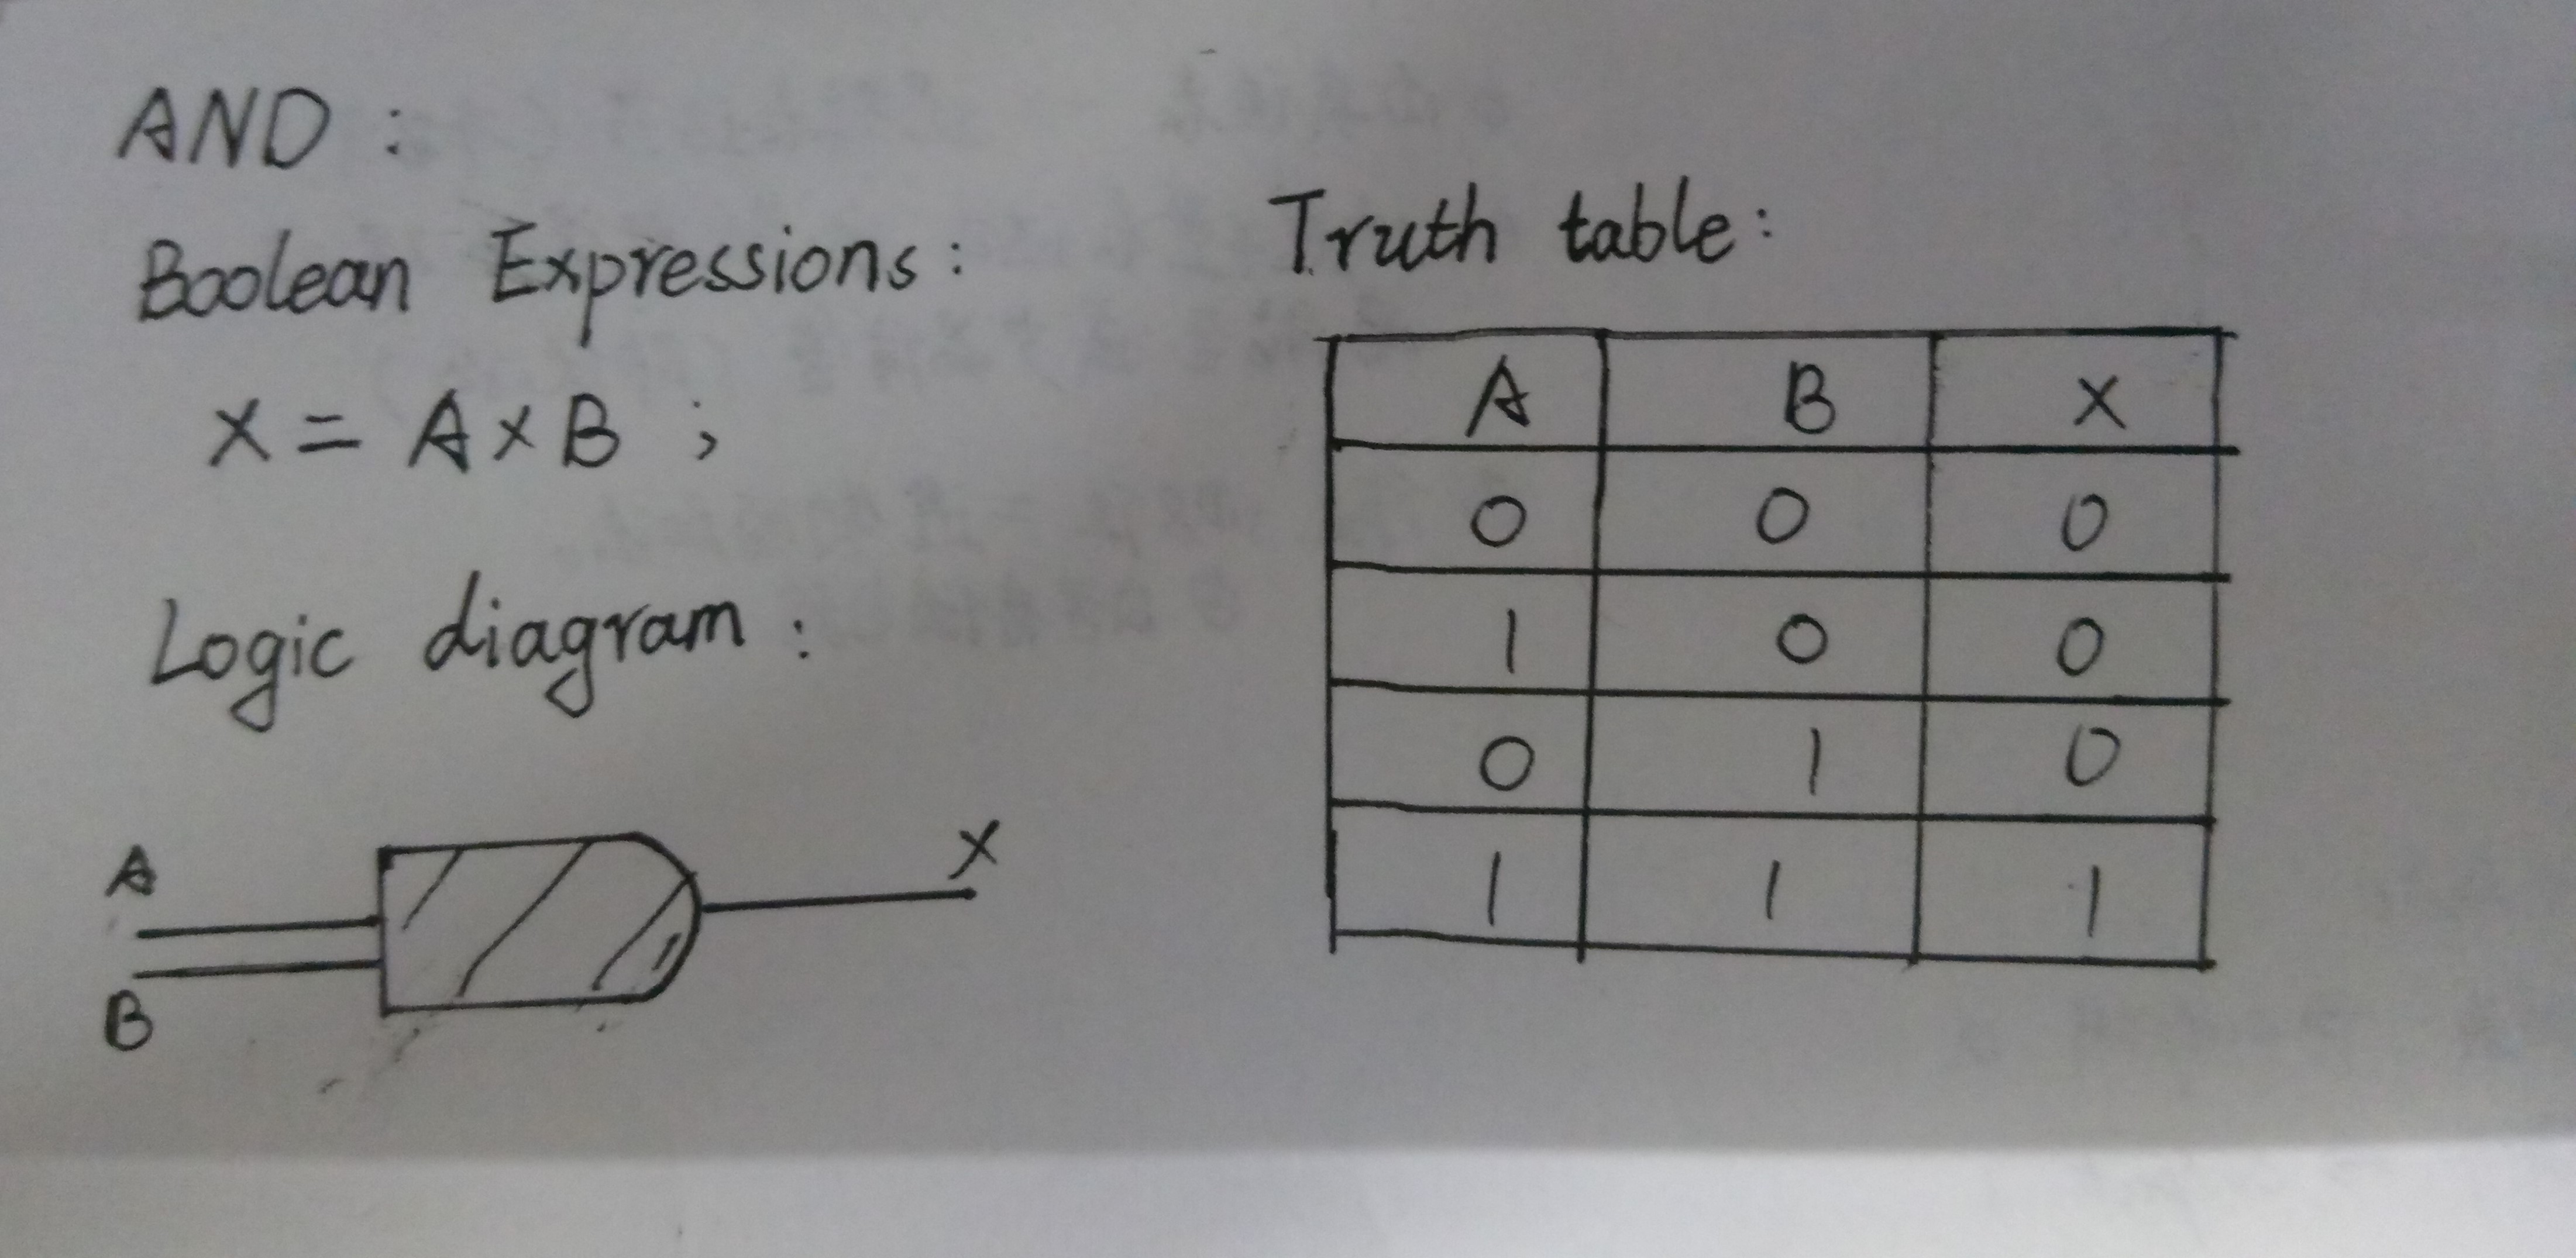 AND :
Boolean Expressions :
X = A × B ;
Logic diagram :
A
B
X
Truth table :
A B X
0 0 0
1 0 0
0 1 0
1 1 1